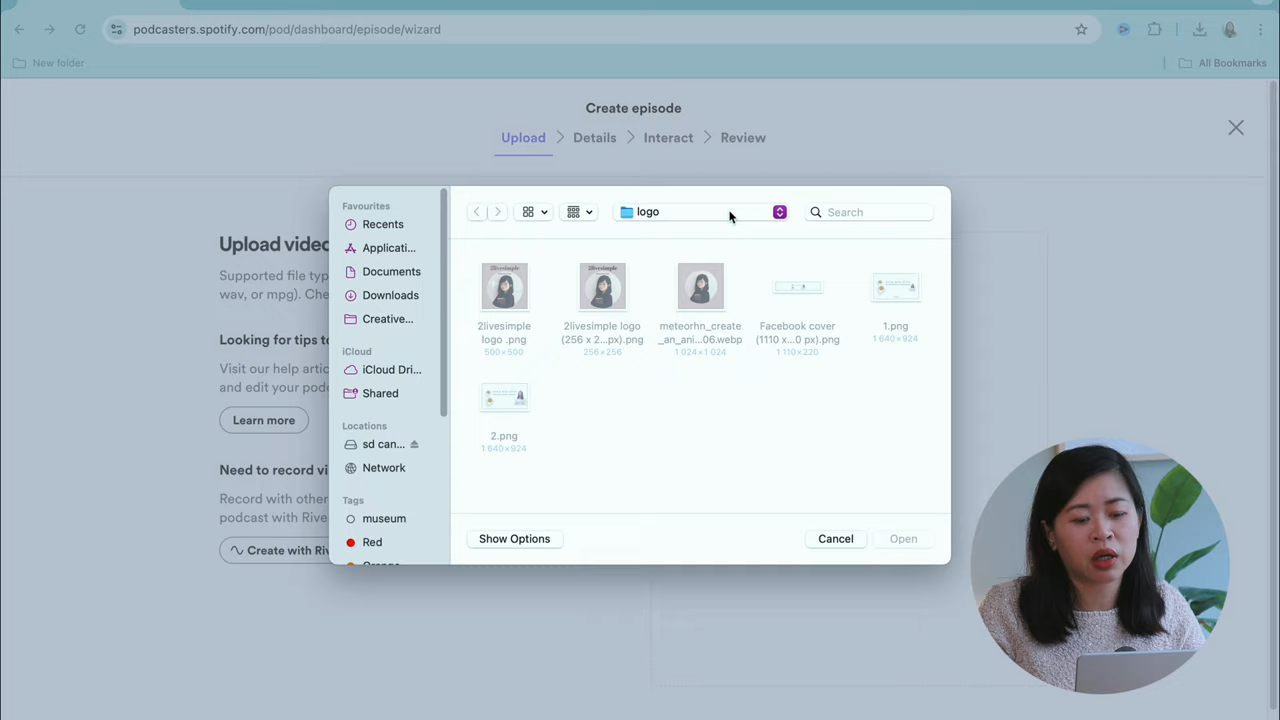 podcasters.spotify.com/pod/dashboard/episode/wizard
New folder
All Bookmarks
Create episode
Upload
Details
Interact
Review
Upload video
Supported file typ
wav, or mpg). Che
Looking for tips to
Visit our help artic
and edit your pod
Learn more
Need to record vi
Record with other
podcast with Rive
Create with Riv
Favourites
Recents
Applicati...
Documents
Downloads
Creative...
iCloud
iCloud Dri...
Shared
Locations
sd can...
Network
Tags
museum
Red
logo
Search
2livesimple
logo .png
500×500
2livesimple logo
(256 x 2...px).png
256×256
meteorhn_create
_an_ani...06.webp
1 024×1 024
Facebook cover
(1110 x...0 px).png
1 110×220
1.png
1 640×924
2.png
1 640×924
Show Options
Cancel
Open